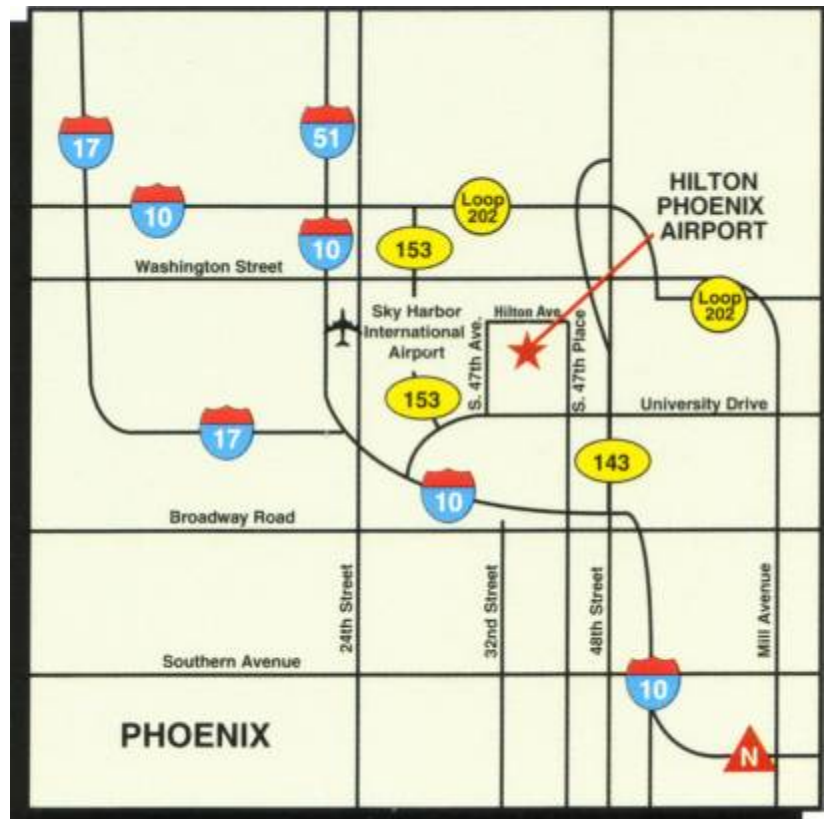 17
51
HILTON
PHOENIX
AIRPORT
10
Loop
202
10
153
Washington Street
Loop
202
Sky Harbor
International
Airport
Hilton Ave.
S. 47th Ave.
S. 47th Place
153
University Drive
17
143
10
Broadway Road
24th Street
32nd Street
48th Street
Mill Avenue
Southern Avenue
10
PHOENIX
N